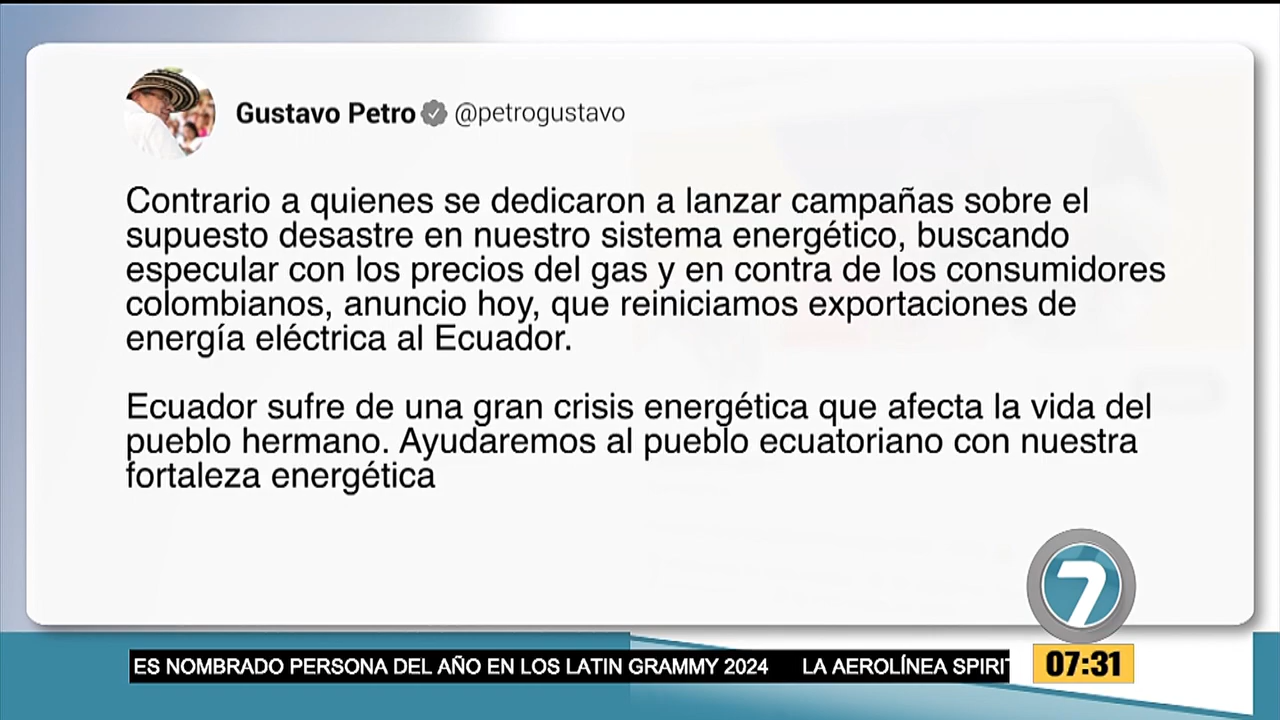 Gustavo Petro @petrogustavo
Contrario a quienes se dedicaron a lanzar campañas sobre el
supuesto desastre en nuestro sistema energético, buscando
especular con los precios del gas y en contra de los consumidores
colombianos, anuncio hoy, que reiniciamos exportaciones de
energía eléctrica al Ecuador.
Ecuador sufre de una gran crisis energética que afecta la vida del
pueblo hermano. Ayudaremos al pueblo ecuatoriano con nuestra
fortaleza energética
7
ES NOMBRADO PERSONA DEL AÑO EN LOS LATIN GRAMMY 2024 LA AEROLÍNEA SPIRIT
07:31